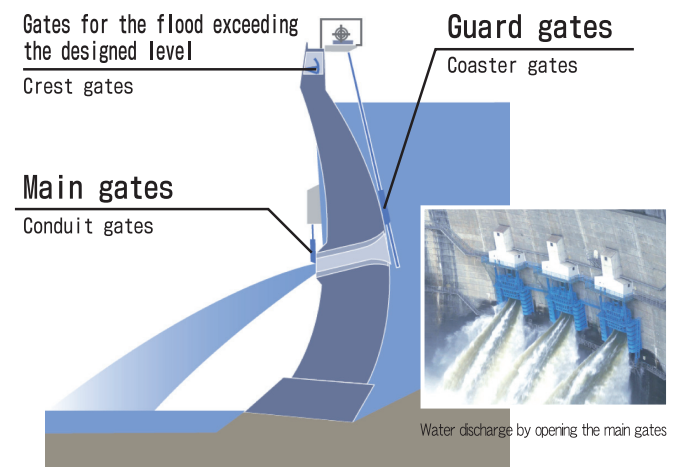 Gates for the flood exceeding
the designed level
Crest gates
Guard gates
Coaster gates
Main gates
Conduit gates
Water discharge by opening the main gates